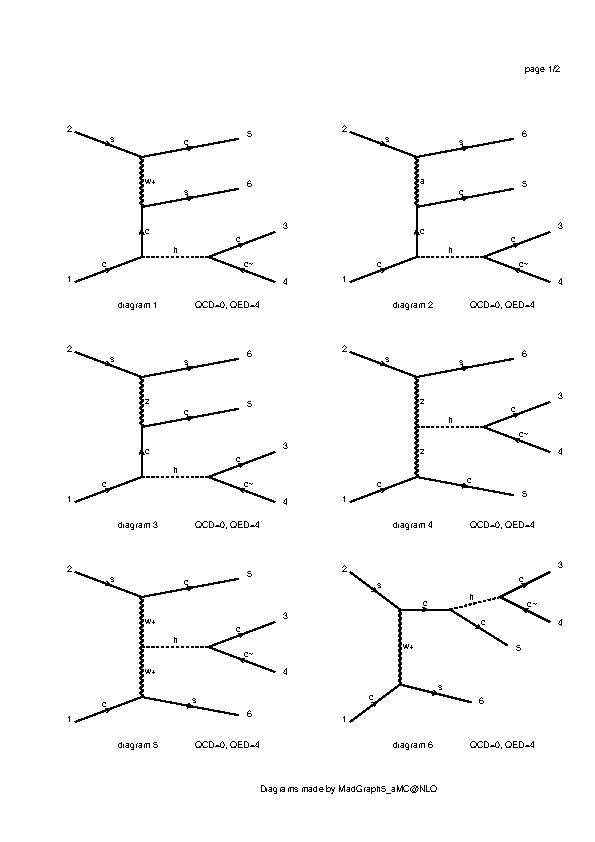 page 1/2
2 s c 5
w+
s 6
c
c 3
h
1 c c~ 4
diagram 1 QCD=0, QED=4
2 s s 6
a
c 5
c
c 3
h
1 c c~ 4
diagram 2 QCD=0, QED=4
2 s s 6
z
c 5
c
c 3
h
1 c c~ 4
diagram 3 QCD=0, QED=4
2 s s 6
z
c 3
h
z
c~ 4
1 c c 5
diagram 4 QCD=0, QED=4
2 s c 5
w+
c 3
h
w+
c~ 4
1 c s 6
diagram 5 QCD=0, QED=4
2 s
c 3
h
c
c~ 4
c 5
w+
1 c s 6
diagram 6 QCD=0, QED=4
Diagrams made by MadGraph5_aMC@NLO